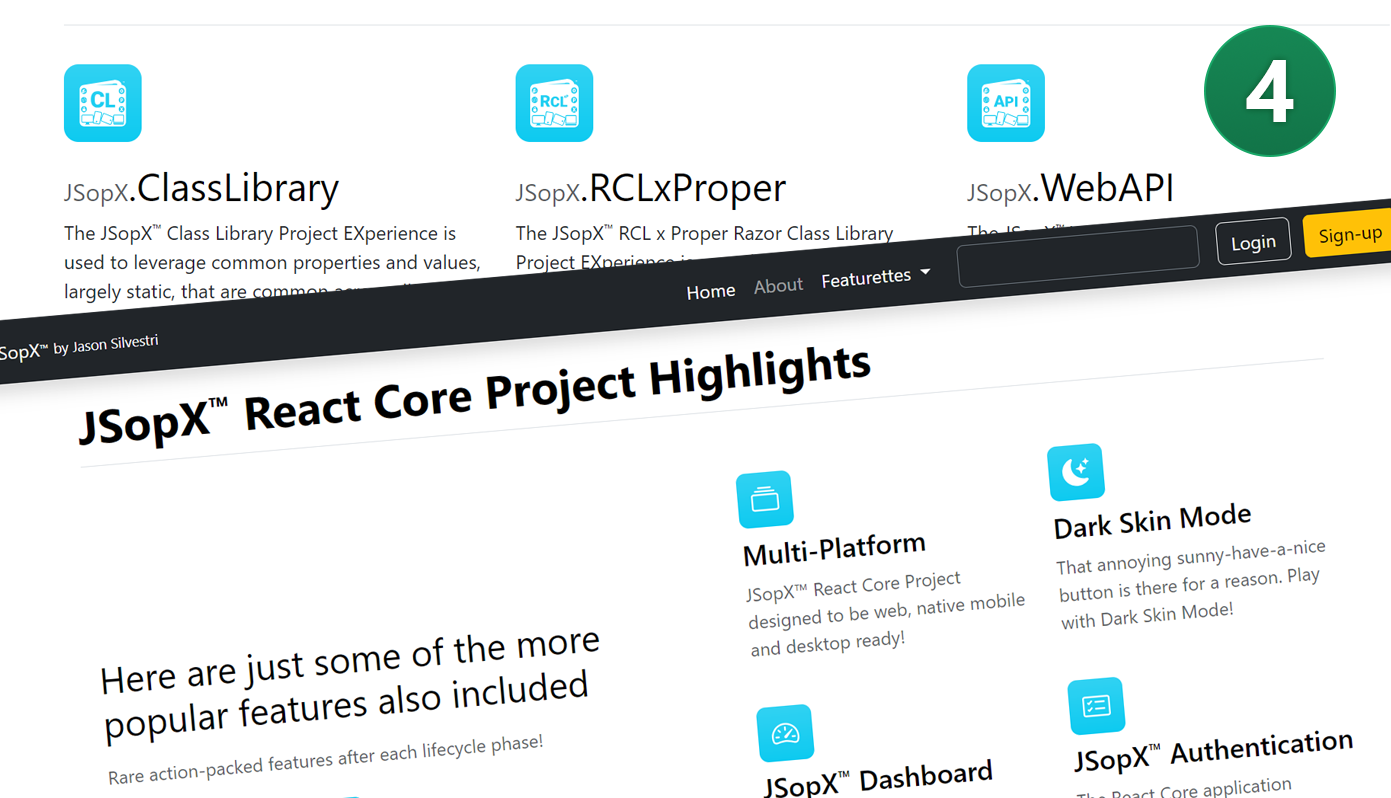 CL
RCL
API
4
JSopX.ClassLibrary
JSopX.RCLxProper
JSopX.WebAPI
The JSopX™ Class Library Project EXperience is
used to leverage common properties and values,
largely static, that are common
The JSopX™ RCL x Proper Razor Class Library
Project EXperience is
The JSopX™
SopX™ by Jason Silvestri
Home
About
Featurettes
Login
Sign-up
JSopX™ React Core Project Highlights
Here are just some of the more
popular features also included
Rare action-packed features after each lifecycle phase!
Multi-Platform
JSopX™ React Core Project
designed to be web, native mobile
and desktop ready!
Dark Skin Mode
That annoying sunny-have-a-nice
button is there for a reason. Play
with Dark Skin Mode!
JSopX™ Dashboard
JSopX™ Authentication
The React Core application